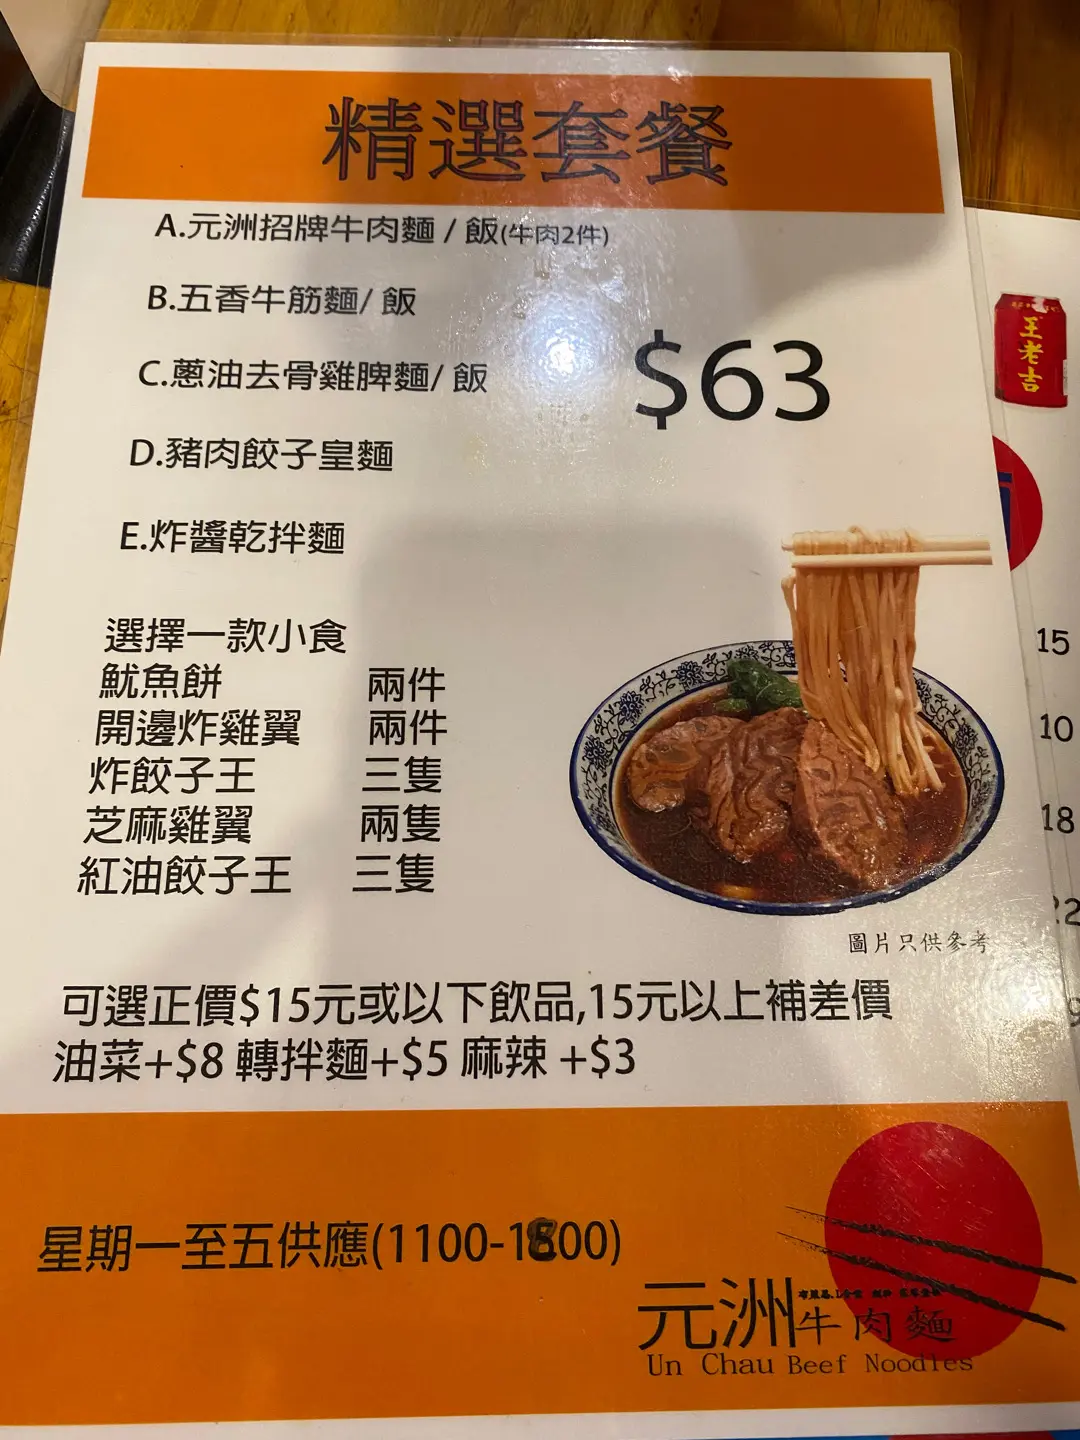 精選套餐
A.元洲招牌牛肉麵 / 飯(牛肉2件)
B.五香牛筋麵/ 飯
C.蔥油去骨雞脾麵/ 飯
D.豬肉餃子皇麵
E.炸醬乾拌麵
$63
選擇一款小食
魷魚餅 兩件
開邊炸雞翼 兩件
炸餃子王 三隻
芝麻雞翼 兩隻
紅油餃子王 三隻
圖片只供參考
可選正價$15元或以下飲品,15元以上補差價
油菜+$8 轉拌麵+$5 麻辣 +$3
星期一至五供應(1100-1800)
元洲牛肉麵
Un Chau Beef Noodles
王老吉
15
10
18
22